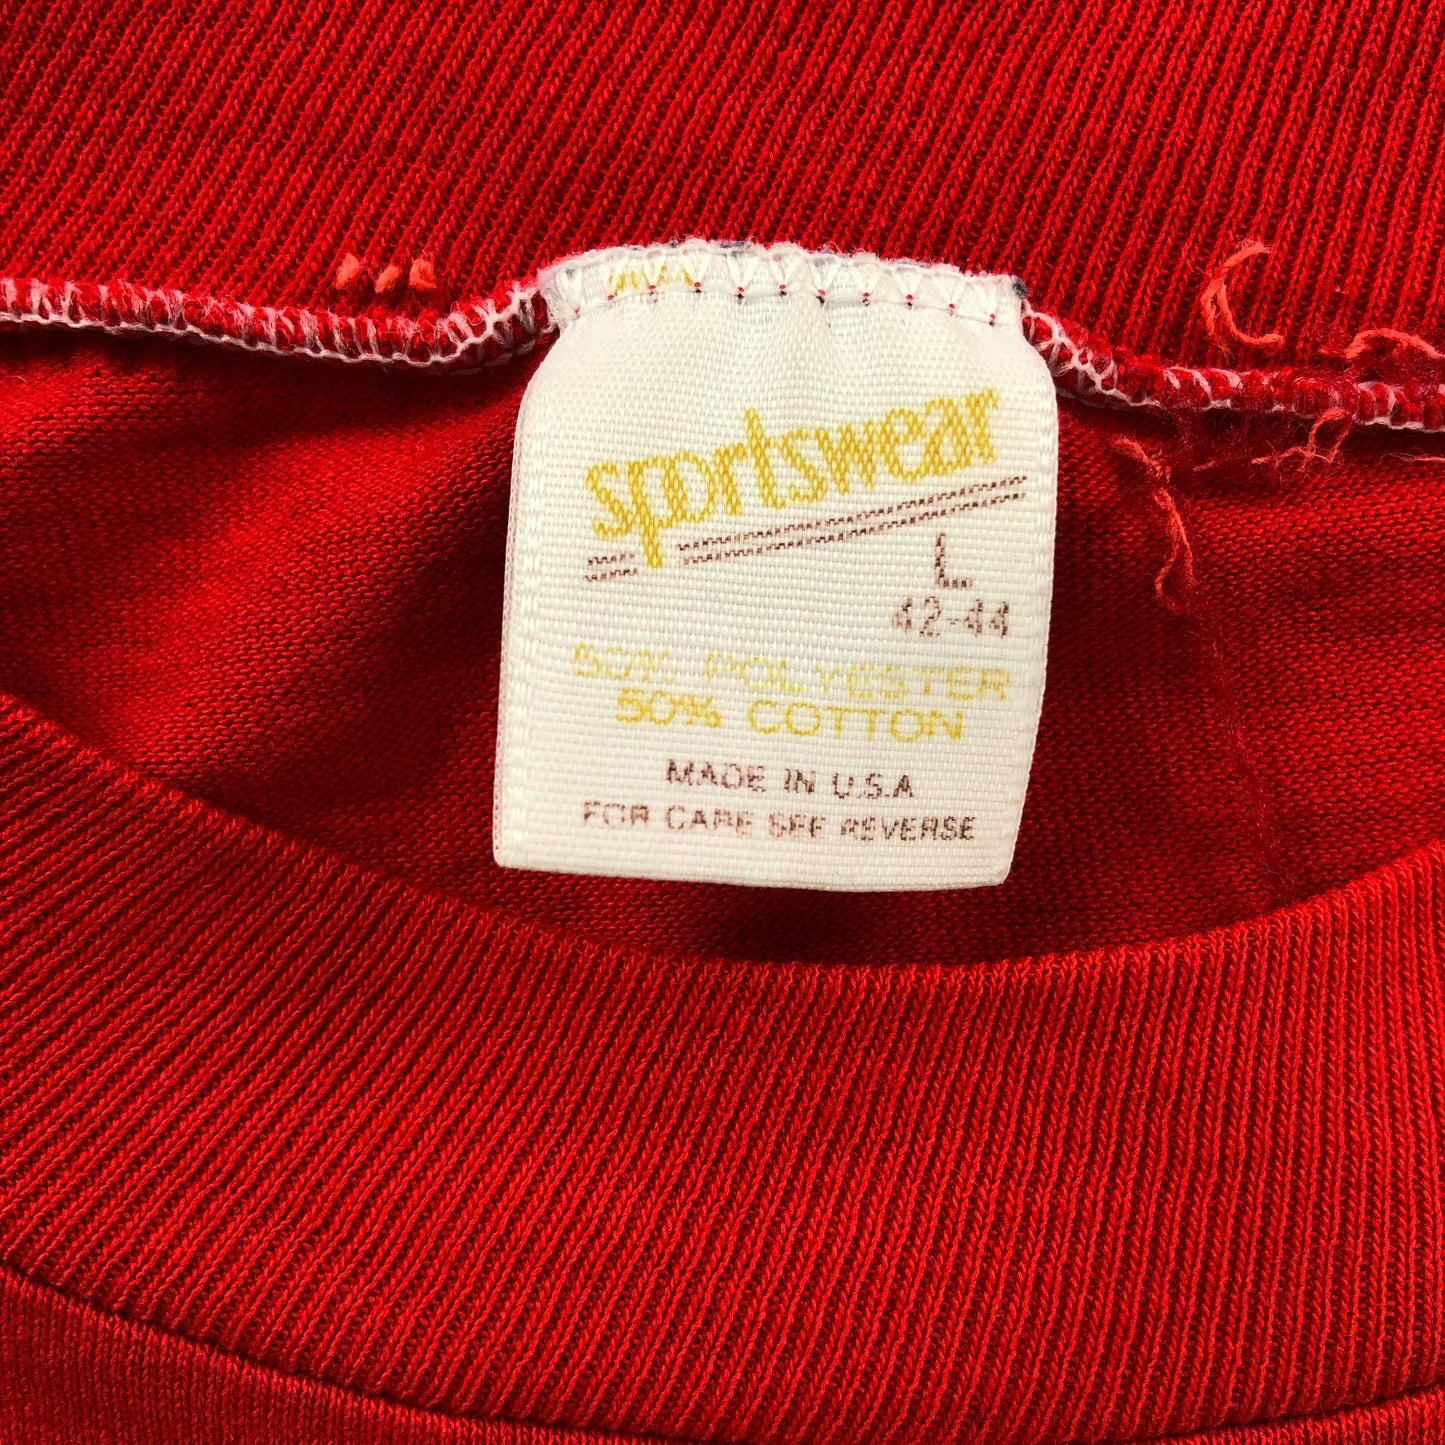 sportswear
L
42-44
50% POLYESTER
50% COTTON
MADE IN U.S.A
FOR CARE SEE REVERSE